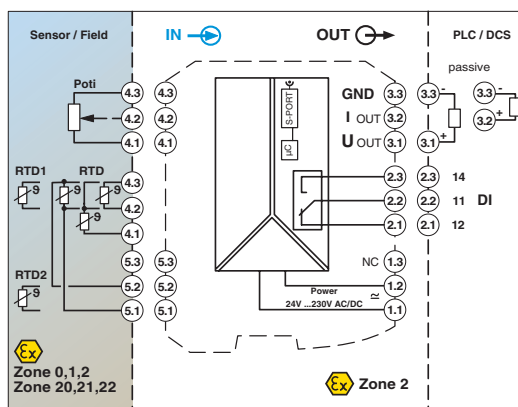 Sensor / Field
IN
OUT
PLC / DCS
passive
Poti
4.3 4.3
4.2 4.2
4.1 4.1
S-PORT
µC
GND 3.3 3.3 - 3.3 -
I OUT 3.2 3.2 +
U OUT 3.1 3.1 +
RTD1 RTD
ϑ ϑ ϑ ϑ
4.3
4.2
4.1
2.3 2.3 14
2.2 2.2 11 DI
2.1 2.1 12
RTD2
ϑ
5.3 5.3
5.2 5.2
5.1 5.1
NC 1.3
Power 1.2
24V ...230V AC/DC 1.1
Ex
Zone 0,1,2
Zone 20,21,22
Ex Zone 2